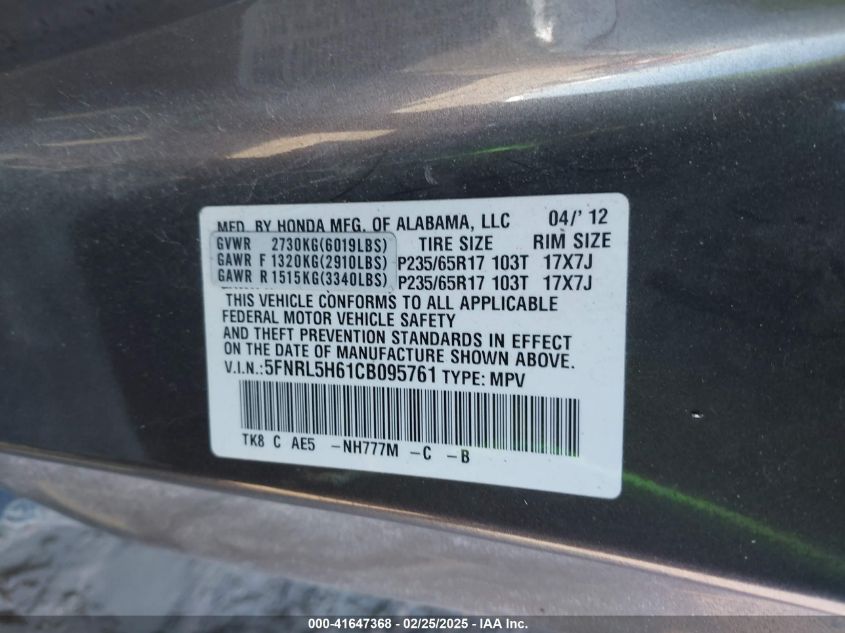 MFD. BY HONDA MFG. OF ALABAMA, LLC 04/' 12
GVWR 2730KG(6019LBS) TIRE SIZE RIM SIZE
GAWR F 1320KG(2910LBS) P235/65R17 103T 17X7J
GAWR R 1515KG(3340LBS) P235/65R17 103T 17X7J
THIS VEHICLE CONFORMS TO ALL APPLICABLE
FEDERAL MOTOR VEHICLE SAFETY
AND THEFT PREVENTION STANDARDS IN EFFECT
ON THE DATE OF MANUFACTURE SHOWN ABOVE.
V.I.N.:5FNRL5H61CB095761 TYPE: MPV
TK8 C AE5 -NH777M -C -B
000-41647368 - 02/25/2025 - IAA Inc.